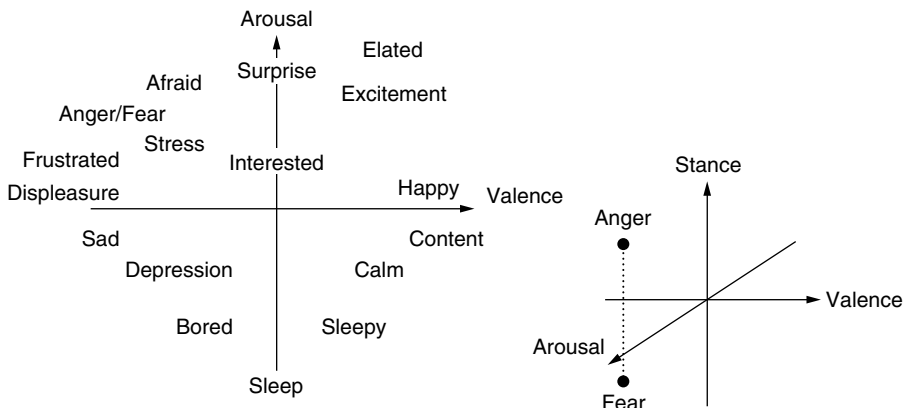 Arousal
Elated
Surprise
Afraid
Excitement
Anger/Fear
Stress
Frustrated
Interested
Displeasure
Happy
Valence
Sad
Content
Depression
Calm
Bored
Sleepy
Sleep
Stance
Anger
Valence
Arousal
Fear